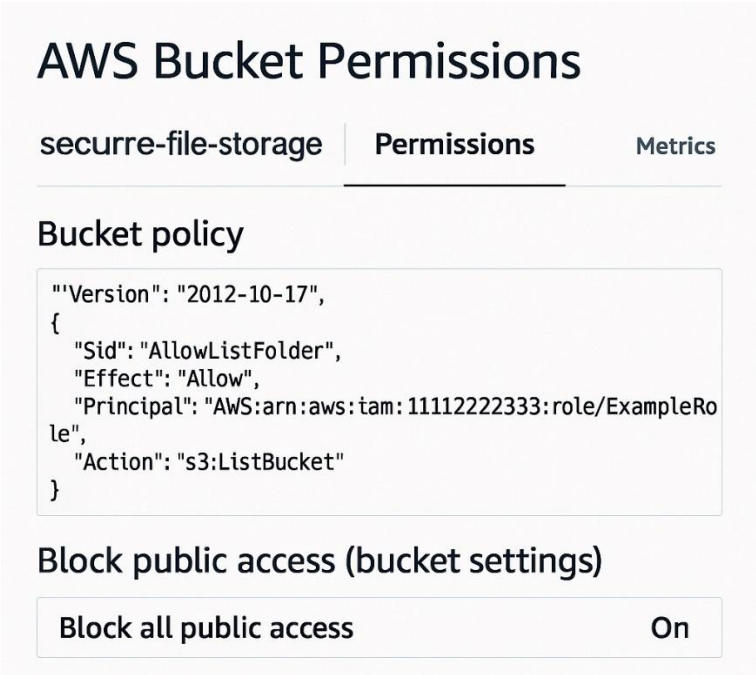 AWS Bucket Permissions
securre-file-storage Permissions Metrics
Bucket policy
"'Version": "2012-10-17",
{
"Sid": "AllowListFolder",
"Effect": "Allow",
"Principal": "AWS:arn:aws:tam:11112222333:role/ExampleRo
le",
"Action": "s3:ListBucket"
}
Block public access (bucket settings)
Block all public access On